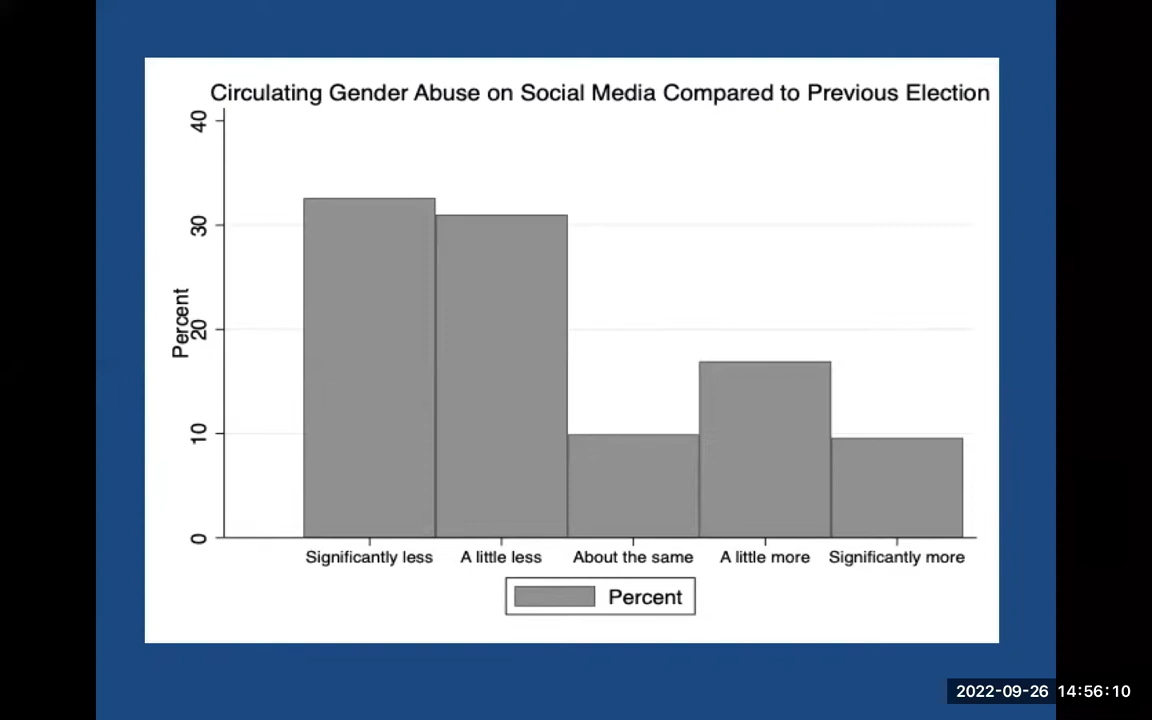 Circulating Gender Abuse on Social Media Compared to Previous Election
Percent
40
30
20
10
0
Significantly less A little less About the same A little more Significantly more
Percent
2022-09-26 14:56:10